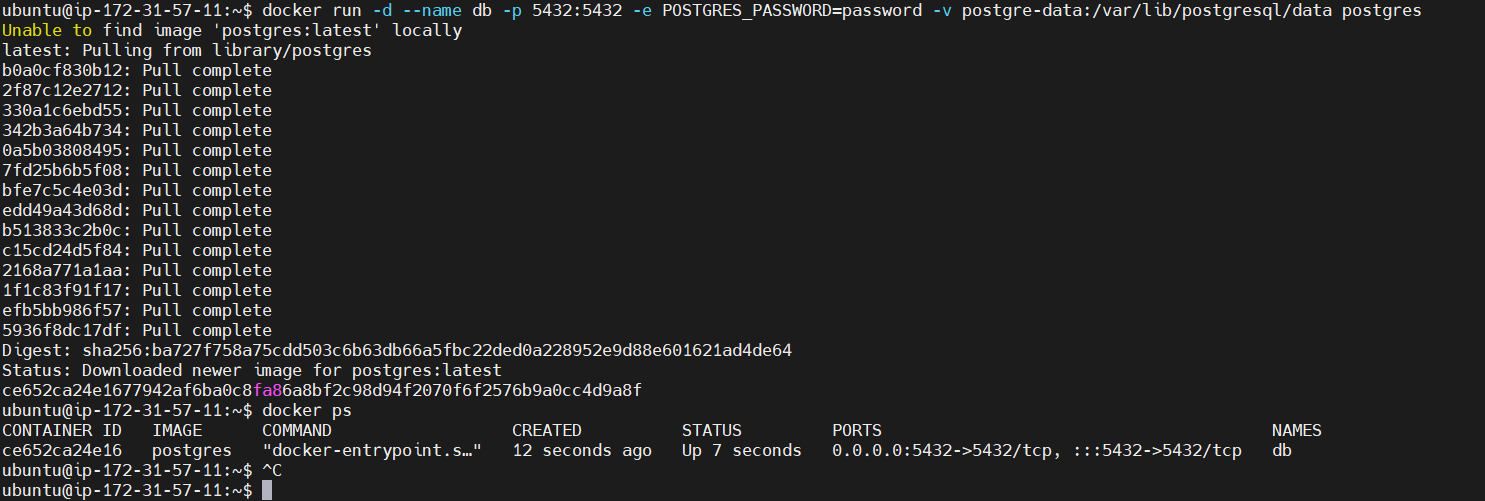 ubuntu@ip-172-31-57-11:~$ docker run -d --name db -p 5432:5432 -e POSTGRES_PASSWORD=password -v postgre-data:/var/lib/postgresql/data postgres
Unable to find image 'postgres:latest' locally
latest: Pulling from library/postgres
b0a0cf830b12: Pull complete
2f87c12e2712: Pull complete
330a1c6ebd55: Pull complete
342b3a64b734: Pull complete
0a5b03808495: Pull complete
7fd25b6b5f08: Pull complete
bfe7c5c4e03d: Pull complete
edd49a43d68d: Pull complete
b513833c2b0c: Pull complete
c15cd24d5f84: Pull complete
2168a771a1aa: Pull complete
1f1c83f91f17: Pull complete
efb5bb986f57: Pull complete
5936f8dc17df: Pull complete
Digest: sha256:ba727f758a75cdd503c6b63db66a5fbc22ded0a228952e9d88e601621ad4de64
Status: Downloaded newer image for postgres:latest
ce652ca24e1677942af6ba0c8fa86a8bf2c98d94f2070f6f2576b9a0cc4d9a8f
ubuntu@ip-172-31-57-11:~$ docker ps
CONTAINER ID   IMAGE      COMMAND                  CREATED          STATUS         PORTS                                       NAMES
ce652ca24e16   postgres   "docker-entrypoint.s…"   12 seconds ago   Up 7 seconds   0.0.0.0:5432->5432/tcp, :::5432->5432/tcp   db
ubuntu@ip-172-31-57-11:~$ ^C
ubuntu@ip-172-31-57-11:~$